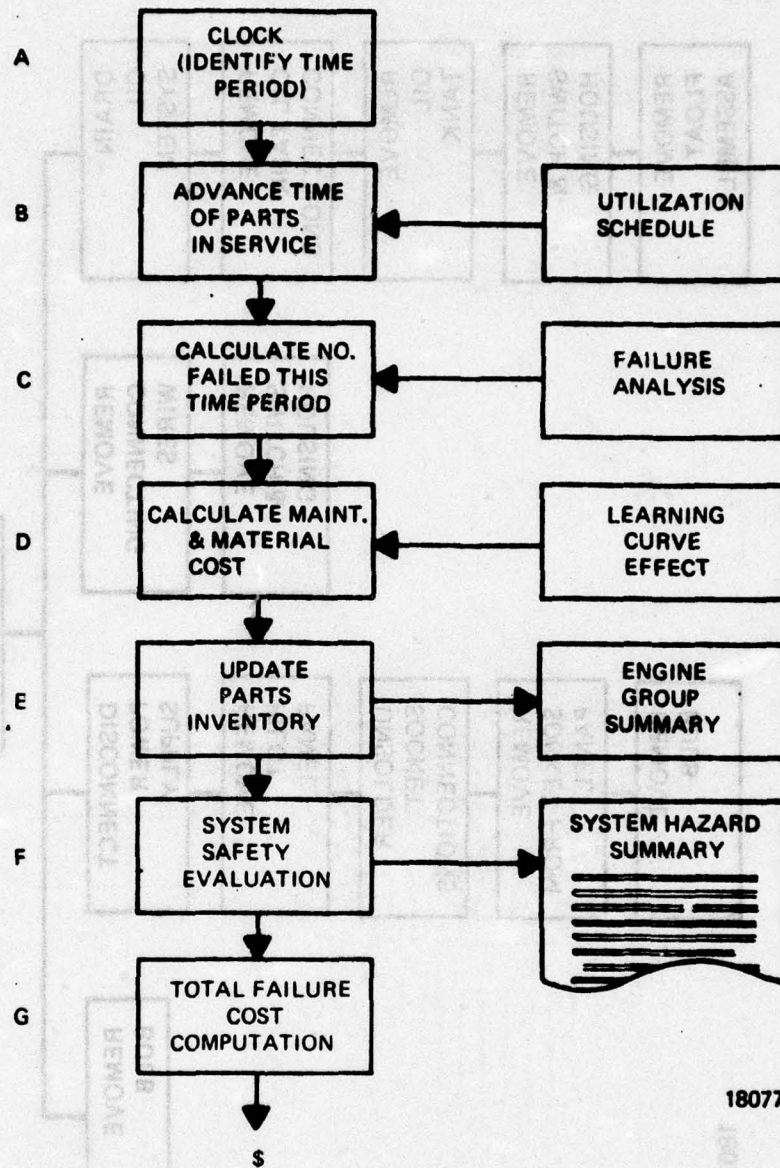 A
CLOCK
(IDENTIFY TIME
PERIOD)
B
ADVANCE TIME
OF PARTS
IN SERVICE
UTILIZATION
SCHEDULE
C
CALCULATE NO.
FAILED THIS
TIME PERIOD
FAILURE
ANALYSIS
D
CALCULATE MAINT.
& MATERIAL
COST
LEARNING
CURVE
EFFECT
E
UPDATE
PARTS
INVENTORY
ENGINE
GROUP
SUMMARY
F
SYSTEM
SAFETY
EVALUATION
SYSTEM HAZARD
SUMMARY
G
TOTAL FAILURE
COST
COMPUTATION
18077
$